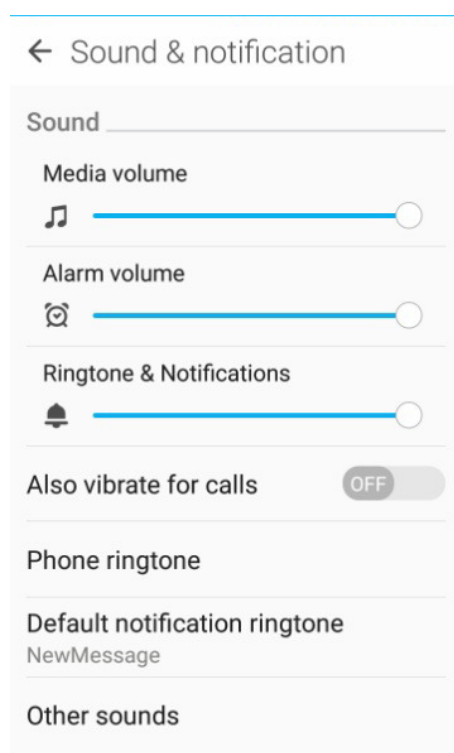 Sound & notification
Sound
Media volume
Alarm volume
Ringtone & Notifications
Also vibrate for calls OFF
Phone ringtone
Default notification ringtone
NewMessage
Other sounds